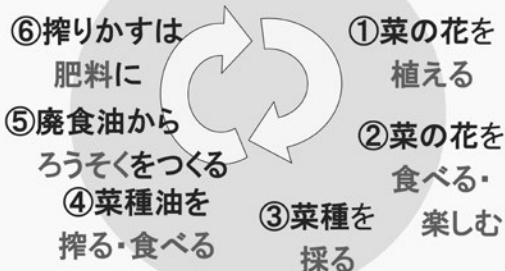 ①菜の花を
植える
②菜の花を
食べる・
楽しむ
③菜種を
採る
④菜種油を
搾る・食べる
⑤廃食油から
ろうそくをつくる
⑥搾りかすは
肥料に